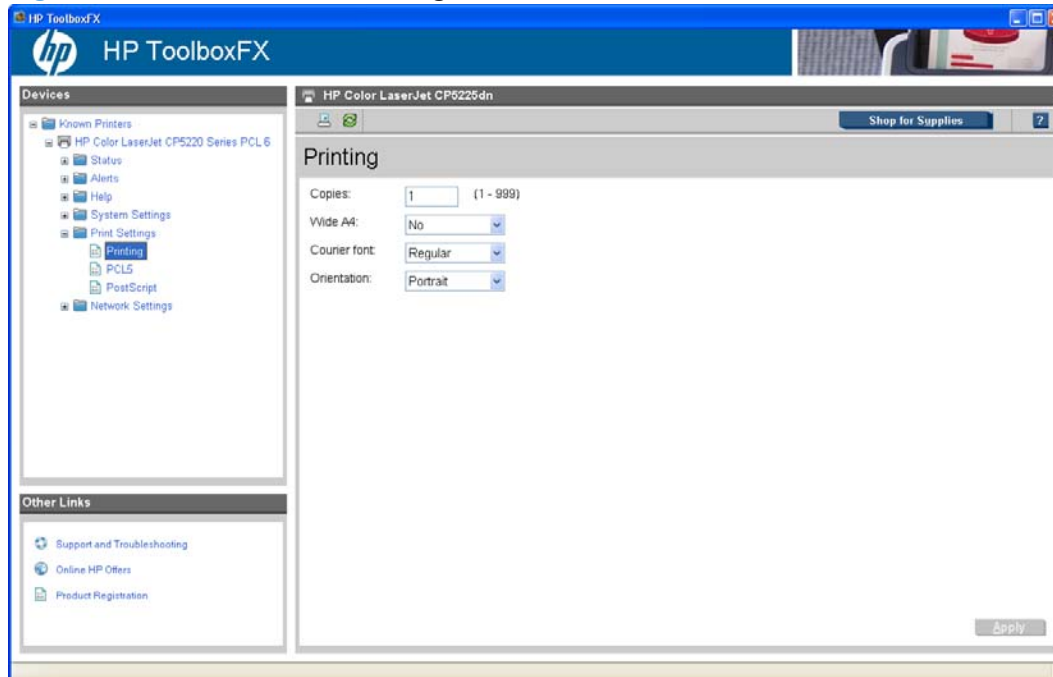 HP ToolboxFX
hp
HP ToolboxFX
Devices
Known Printers
HP Color LaserJet CP5220 Series PCL 6
Status
Alerts
Help
System Settings
Print Settings
Printing
PCL5
PostScript
Network Settings
Other Links
Support and Troubleshooting
Online HP Offers
Product Registration
HP Color LaserJet CP5225dn
Shop for Supplies
?
Printing
Copies: 1 (1 - 999)
Wide A4: No
Courier font: Regular
Orientation: Portrait
Apply